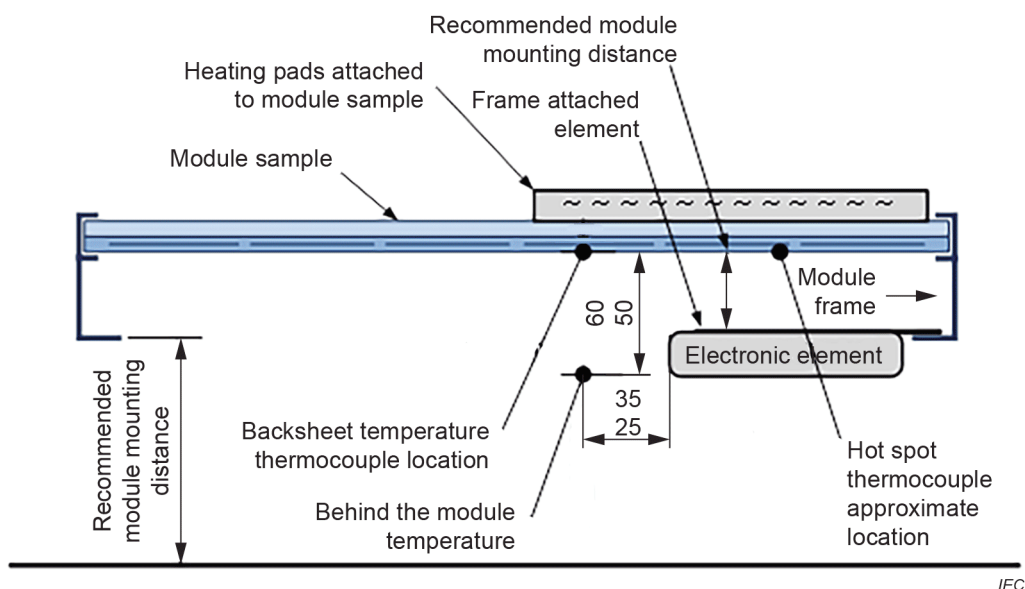 Recommended module
mounting distance
Heating pads attached
to module sample
Frame attached
element
Module sample
Module
frame
60
50
Electronic element
35
25
Recommended
module mounting
distance
Backsheet temperature
thermocouple location
Hot spot
thermocouple
approximate
location
Behind the module
temperature
IEC